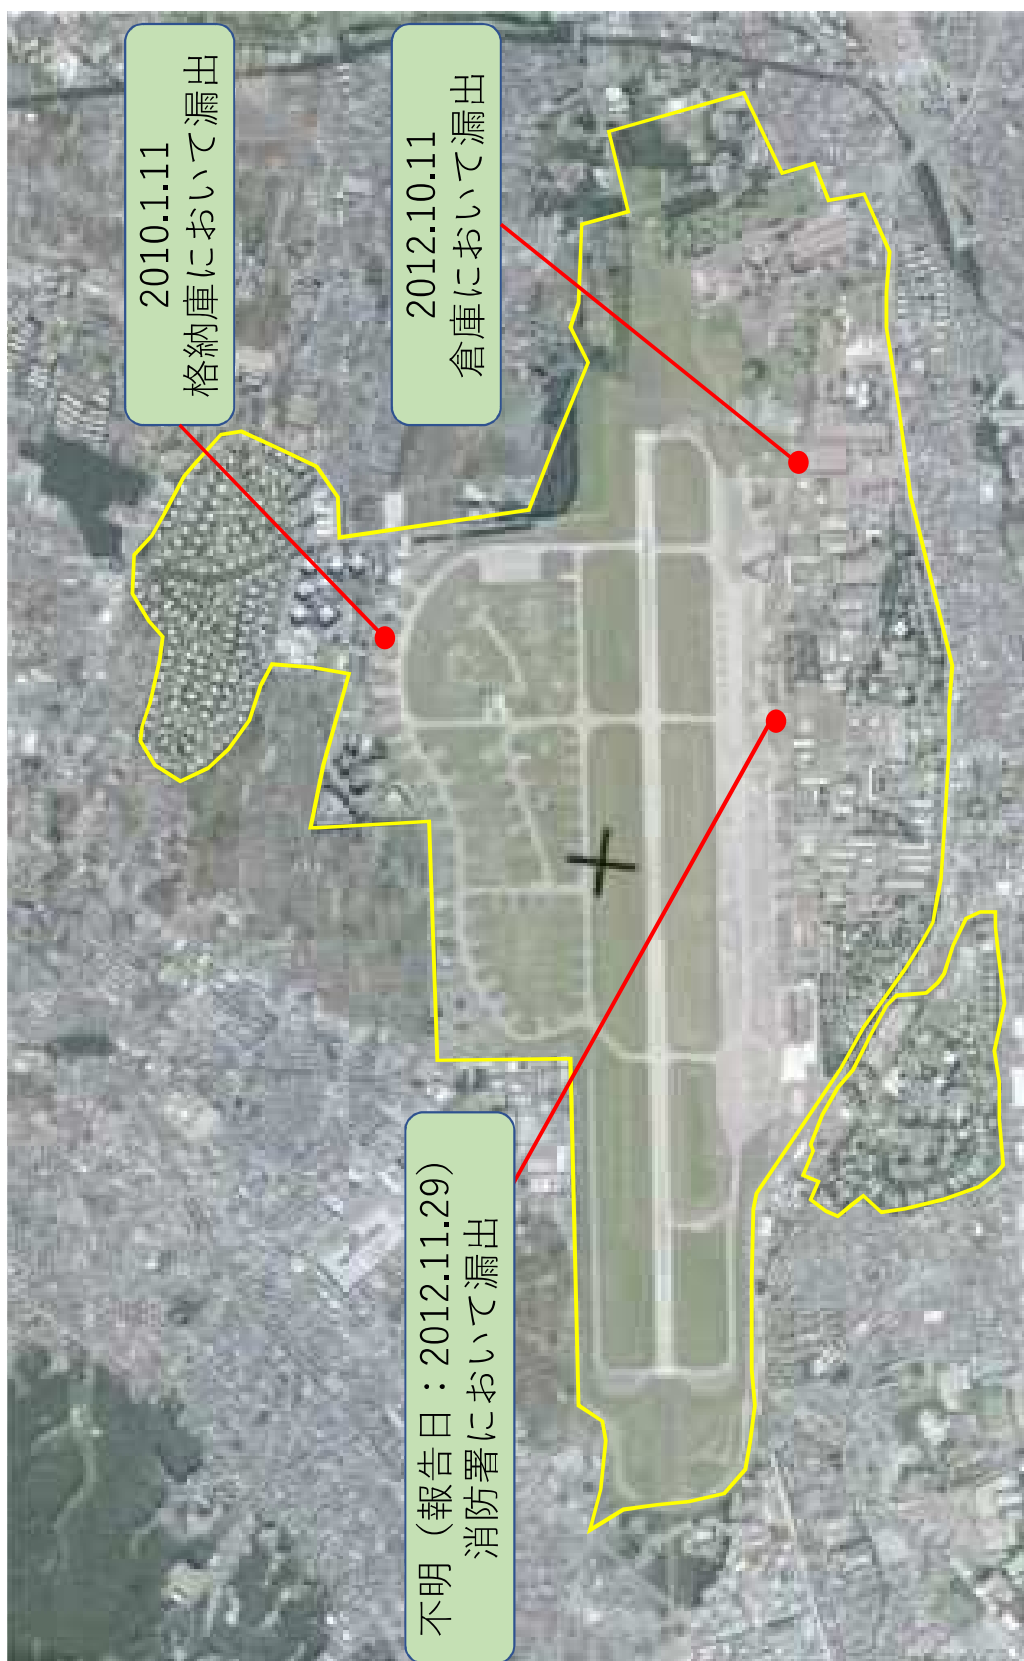 2010.1.11
格納庫において漏出
2012.10.11
倉庫において漏出
不明（報告日：2012.11.29）
消防署において漏出